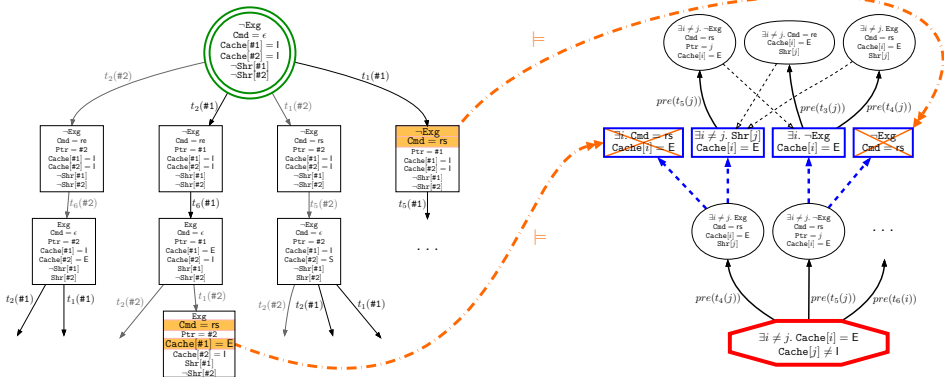 ¬Exg
Cmd = ϵ
Cache[#1] = I
Cache[#2] = I
¬Shr[#1]
¬Shr[#2]
t₂(#2)
t₂(#1)
t₁(#2)
t₁(#1)
¬Exg
Cmd = re
Ptr = #2
Cache[#1] = I
Cache[#2] = I
¬Shr[#1]
¬Shr[#2]
¬Exg
Cmd = re
Ptr = #1
Cache[#1] = I
Cache[#2] = I
¬Shr[#1]
¬Shr[#2]
¬Exg
Cmd = rs
Ptr = #2
Cache[#1] = I
Cache[#2] = I
¬Shr[#1]
¬Shr[#2]
¬Exg
Cmd = rs
Ptr = #1
Cache[#1] = I
Cache[#2] = I
¬Shr[#1]
¬Shr[#2]
t₆(#2)
t₆(#1)
t₅(#2)
t₅(#1)
Exg
Cmd = ϵ
Ptr = #2
Cache[#1] = I
Cache[#2] = E
¬Shr[#1]
Shr[#2]
Exg
Cmd = ϵ
Ptr = #1
Cache[#1] = E
Cache[#2] = I
Shr[#1]
¬Shr[#2]
¬Exg
Cmd = ϵ
Ptr = #2
Cache[#1] = I
Cache[#2] = S
¬Shr[#1]
Shr[#2]
. . .
t₂(#1)
t₁(#1)
t₂(#2)
t₁(#2)
t₂(#2)
t₂(#1)
t₁(#1)
Exg
Cmd = rs
Ptr = #2
Cache[#1] = E
Cache[#2] = I
Shr[#1]
¬Shr[#2]
⊨
⊨
∃i ≠ j. ¬Exg
Cmd = rs
Ptr = j
Cache[i] = E
∃i ≠ j. Cmd = re
Cache[i] = E
Shr[j]
∃i ≠ j. Exg
Cmd = rs
Cache[i] = E
Shr[j]
pre(t₅(j))
pre(t₃(j))
pre(t₄(j))
∃i. Cmd = rs
Cache[i] = E
∃i ≠ j. Shr[j]
Cache[i] = E
∃i. ¬Exg
Cache[i] = E
¬Exg
Cmd = rs
∃i ≠ j. Exg
Cmd = rs
Cache[i] = E
Shr[j]
∃i ≠ j. ¬Exg
Cmd = rs
Ptr = j
Cache[i] = E
. . .
pre(t₄(j))
pre(t₅(j))
pre(t₆(i))
∃i ≠ j. Cache[i] = E
Cache[j] ≠ I